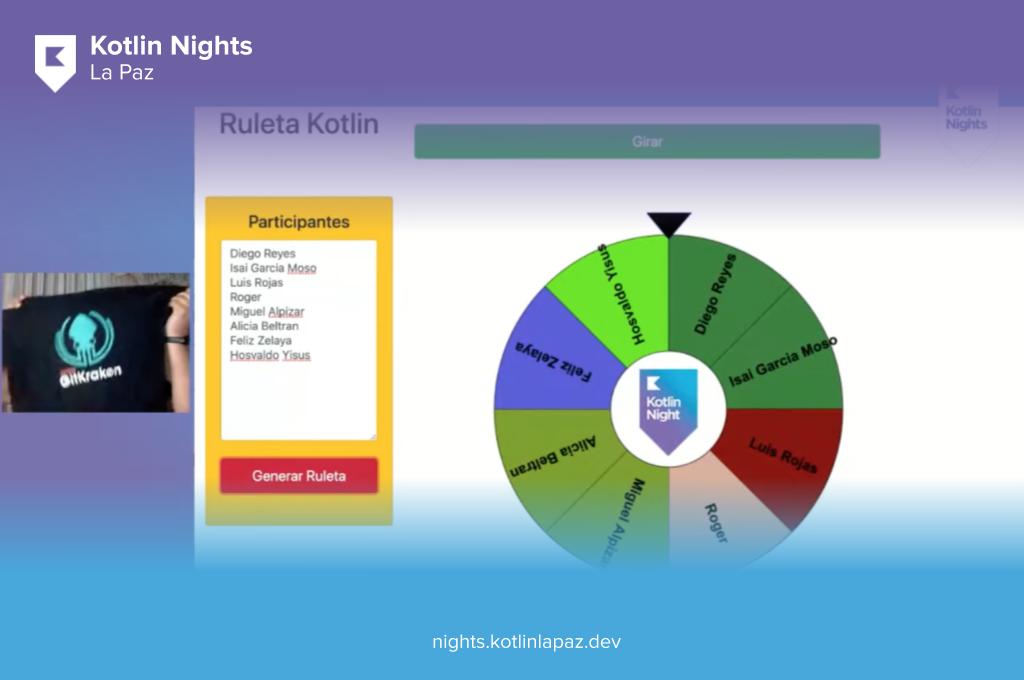 Kotlin Nights
La Paz
Ruleta Kotlin
Girar
Kotlin
Nights
Participantes
Diego Reyes
Isai Garcia Moso
Luis Rojas
Roger
Miguel Alpizar
Alicia Beltran
Feliz Zelaya
Hosvaldo Yisus
Generar Ruleta
Hosvaldo Yisus
Diego Reyes
Isai Garcia Moso
Luis Rojas
Roger
Miguel Alpizar
Alicia Beltran
Feliz Zelaya
Kotlin
Night
GitKraken
nights.kotlinlapaz.dev